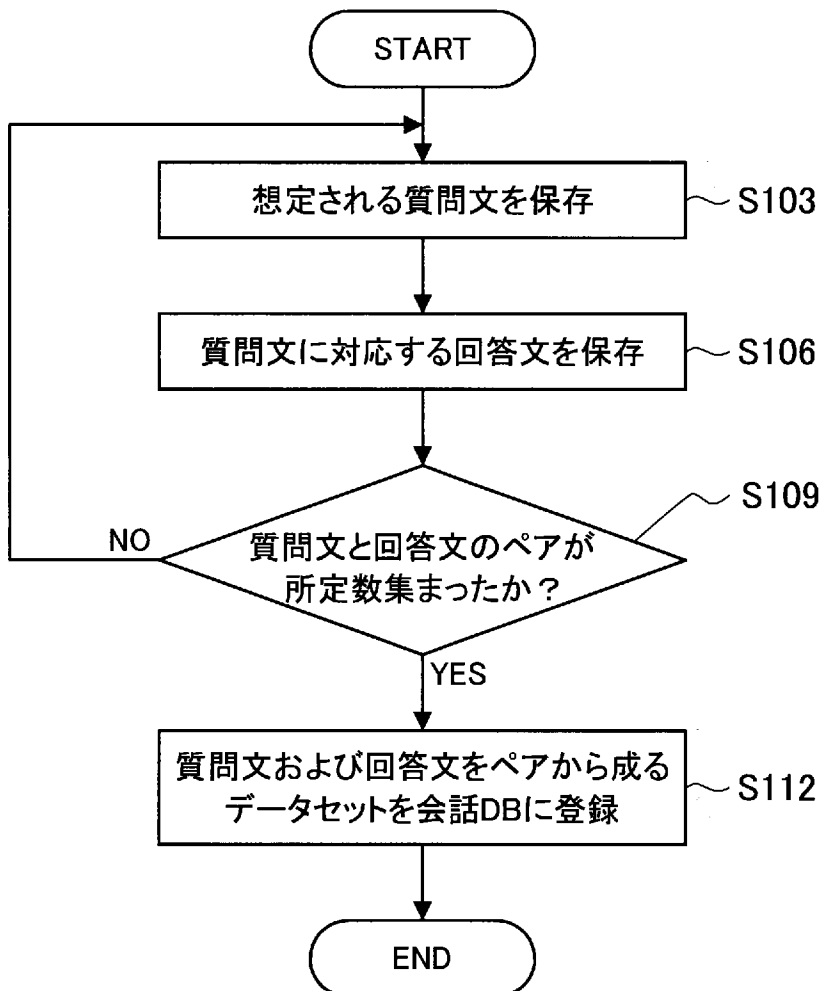 START
想定される質問文を保存
S103
質問文に対応する回答文を保存
S106
S109
質問文と回答文のペアが
所定数集まったか？
NO
YES
質問文および回答文をペアから成る
データセットを会話DBに登録
S112
END